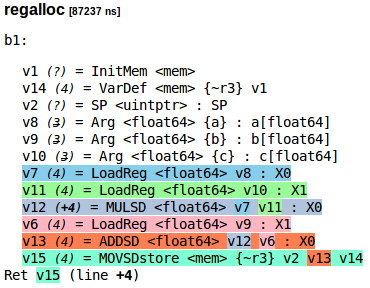 regalloc [87237 ns]
b1:
v1 (?) = InitMem <mem>
v14 (4) = VarDef <mem> {~r3} v1
v2 (?) = SP <uintptr> : SP
v8 (3) = Arg <float64> {a} : a[float64]
v9 (3) = Arg <float64> {b} : b[float64]
v10 (3) = Arg <float64> {c} : c[float64]
v7 (4) = LoadReg <float64> v8 : X0
v11 (4) = LoadReg <float64> v10 : X1
v12 (+4) = MULSD <float64> v7 v11 : X0
v6 (4) = LoadReg <float64> v9 : X1
v13 (4) = ADDSD <float64> v12 v6 : X0
v15 (4) = MOVSDstore <mem> {~r3} v2 v13 v14
Ret v15 (line +4)